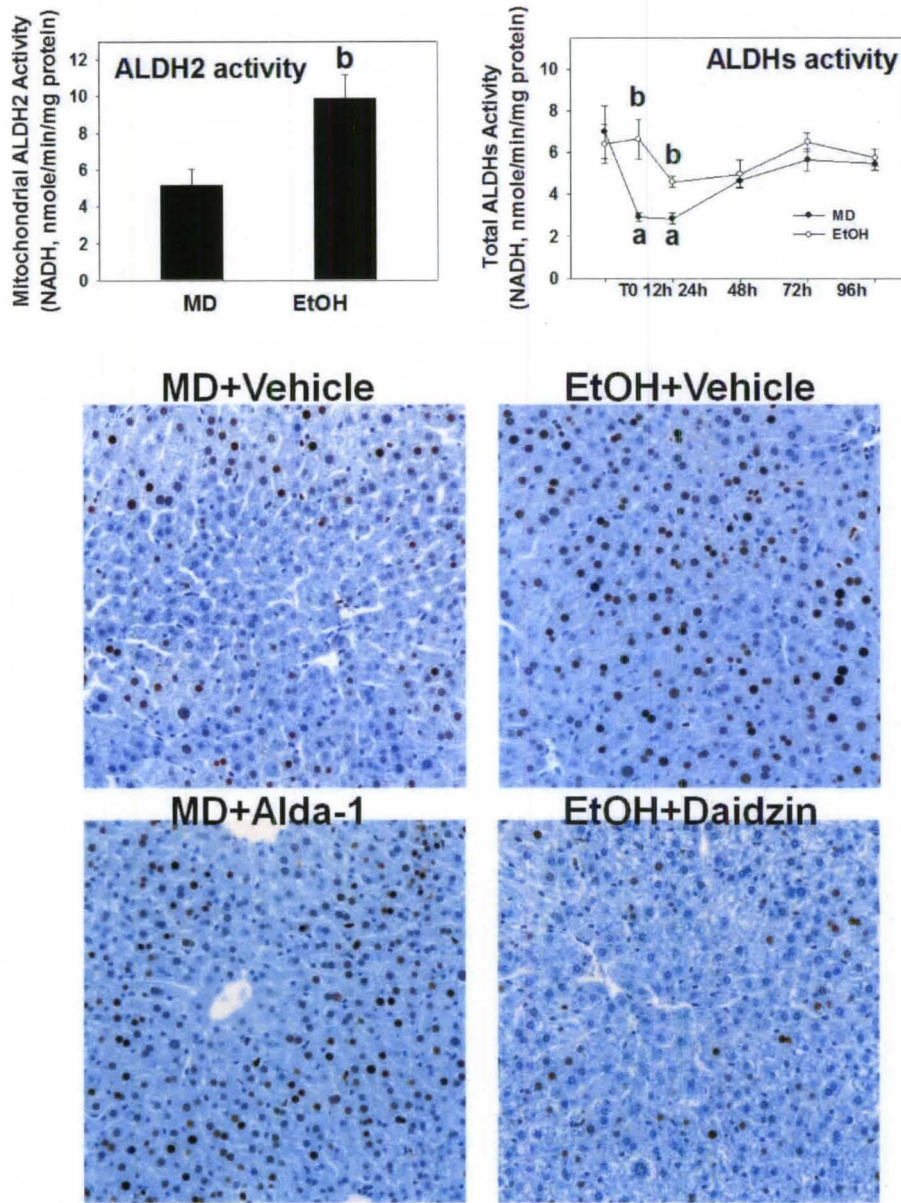 Mitochondrial ALDH2 Activity
(NADH, nmole/min/mg protein)
12
10
8
6
4
2
0
ALDH2 activity
b
MD
EtOH
Total ALDHs Activity
(NADH, nmole/min/mg protein)
10
8
6
4
2
0
ALDHs activity
b
b
a
a
MD
EtOH
T0 12h 24h 48h 72h 96h
MD+Vehicle
EtOH+Vehicle
MD+Alda-1
EtOH+Daidzin